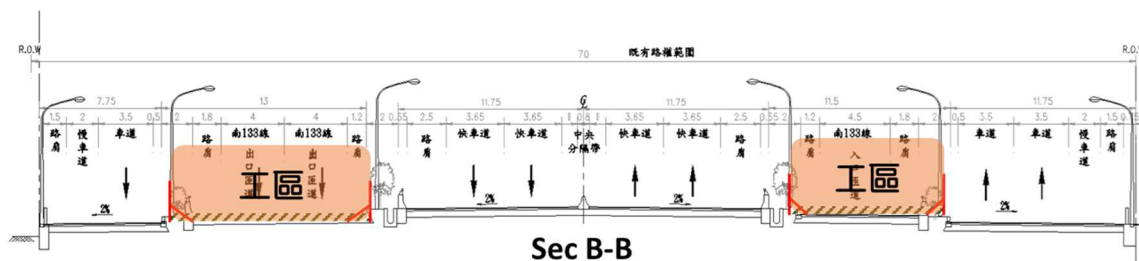 R.O.W
70
既有路權範圍
R.O.W
7.75
13
11.75
11.75
11.5
11.75
1.5 2 3.5 0.5 2 1.8 4 4 1.2 2 0.55 2.5 3.65 3.65 0.6 3.65 3.65 2.5 0.55 2 1.2 4.5 1.8 2 0.5 3.5 3.5 2 1.5 0.75
路肩 慢車道 車道 路肩 南133線 南133線 路肩 路肩 快車道 快車道 中央分隔帶 快車道 快車道 路肩 路肩 南133線 路肩 車道 車道 慢車道 路肩
出口匝道 出口匝道
工區 工區
2% 2% 2% 2%
Sec B-B